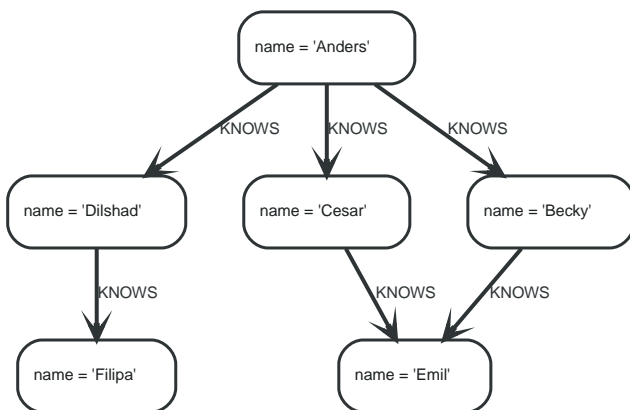 name = 'Anders'
KNOWS
KNOWS
KNOWS
name = 'Dilshad'
name = 'Cesar'
name = 'Becky'
KNOWS
KNOWS
KNOWS
name = 'Filipa'
name = 'Emil'